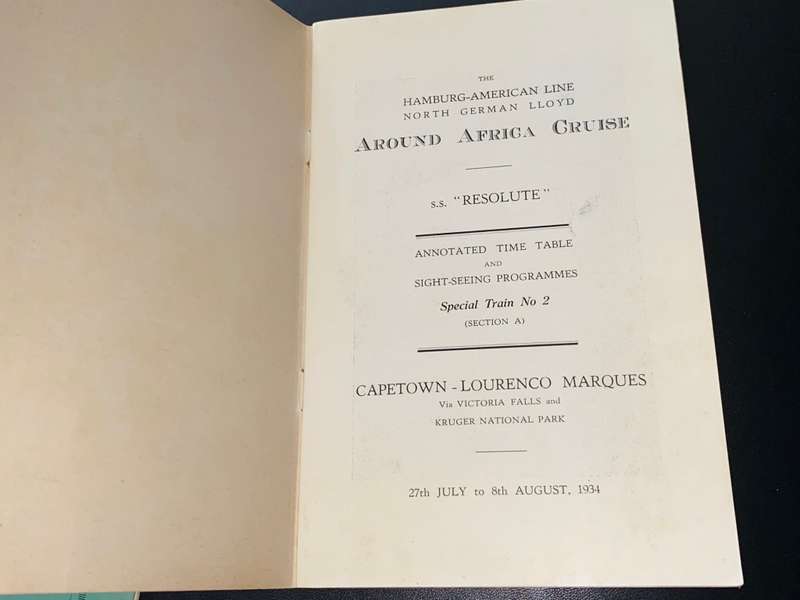 THE
HAMBURG-AMERICAN LINE
NORTH GERMAN LLOYD
AROUND AFRICA CRUISE
S.S. "RESOLUTE"
ANNOTATED TIME TABLE
AND
SIGHT-SEEING PROGRAMMES
Special Train No 2
(SECTION A)
CAPETOWN - LOURENCO MARQUES
Via VICTORIA FALLS and
KRUGER NATIONAL PARK
27th JULY to 8th AUGUST, 1934